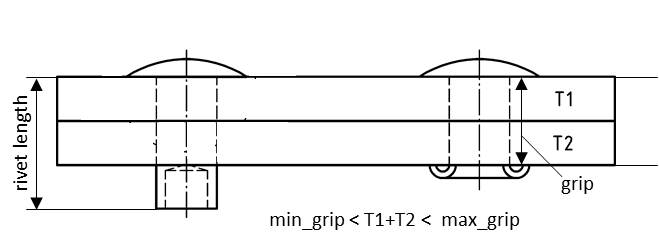 rivet length
T1
T2
grip
min_grip < T1+T2 < max_grip